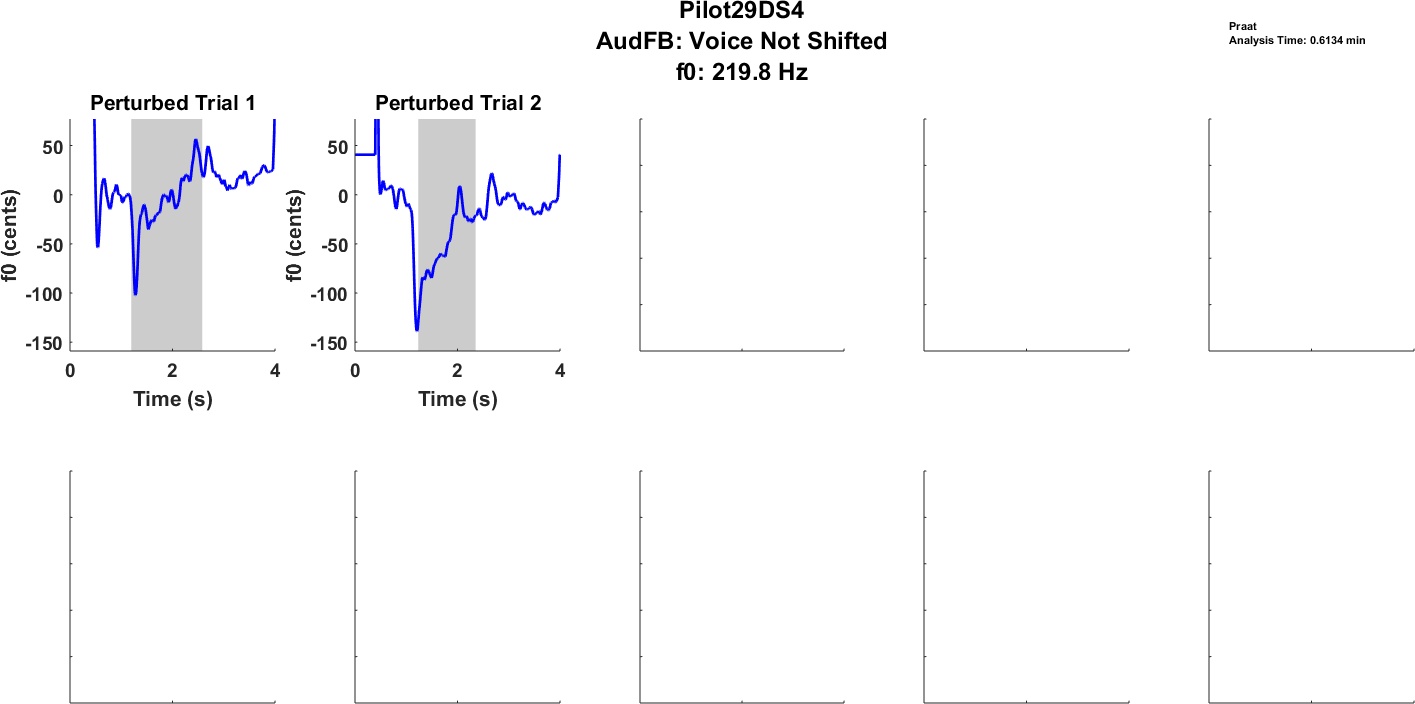 Pilot29DS4
AudFB: Voice Not Shifted
f0: 219.8 Hz
Praat
Analysis Time: 0.6134 min
Perturbed Trial 1
50
0
-50
-100
-150
f0 (cents)
0 2 4
Time (s)
Perturbed Trial 2
50
0
-50
-100
-150
f0 (cents)
0 2 4
Time (s)